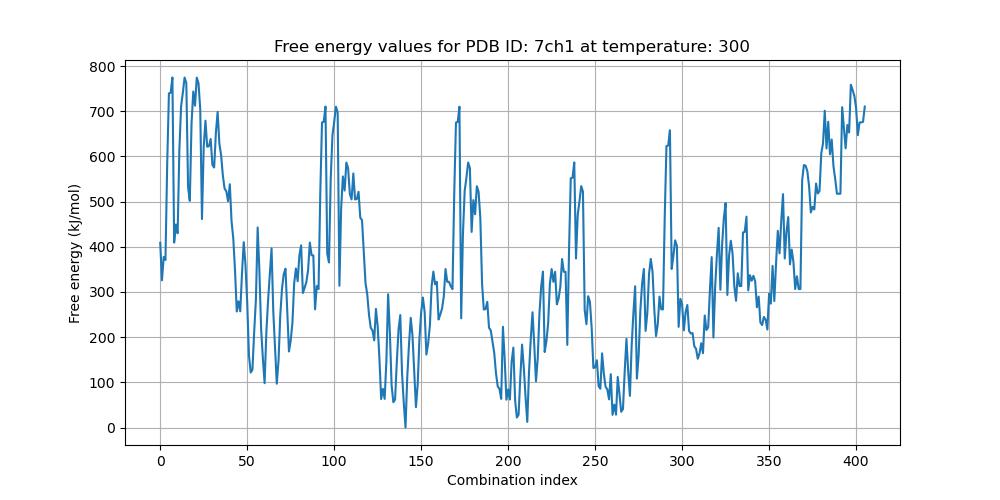 Free energy values for PDB ID: 7ch1 at temperature: 300
800
700
600
500
400
300
200
100
0
Free energy (kJ/mol)
0 50 100 150 200 250 300 350 400
Combination index